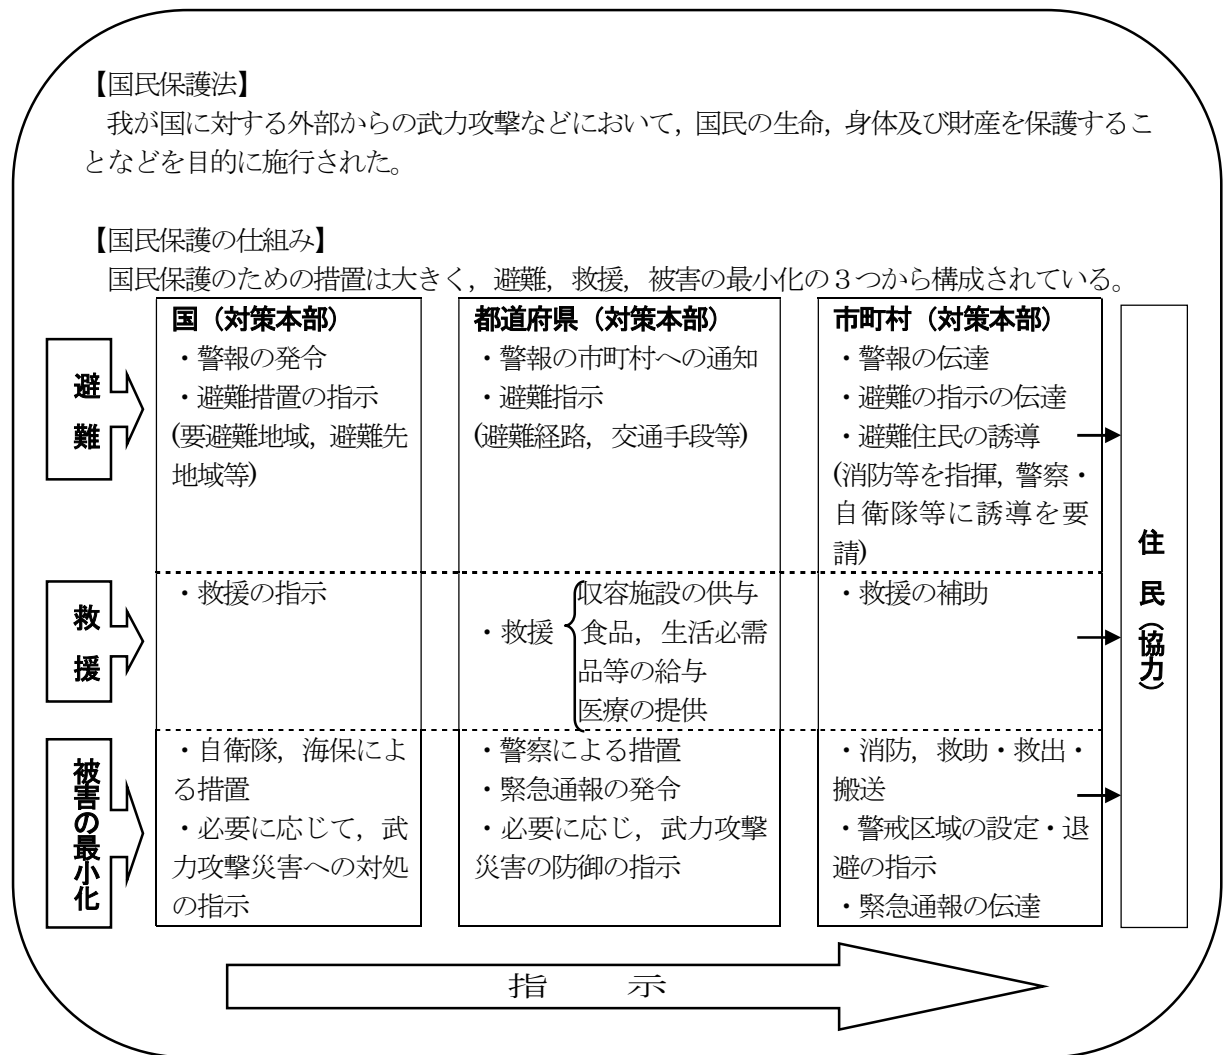 【国民保護法】
我が国に対する外部からの武力攻撃などにおいて，国民の生命，身体及び財産を保護するこ
となどを目的に施行された。
【国民保護の仕組み】
国民保護のための措置は大きく，避難，救援，被害の最小化の３つから構成されている。
避難
国（対策本部）
・警報の発令
・避難措置の指示
(要避難地域，避難先
地域等)
都道府県（対策本部）
・警報の市町村への通知
・避難指示
(避難経路，交通手段等)
市町村（対策本部）
・警報の伝達
・避難の指示の伝達
・避難住民の誘導
(消防等を指揮，警察・
自衛隊等に誘導を要
請)
救援
・救援の指示
・救援
収容施設の供与
食品，生活必需
品等の給与
医療の提供
・救援の補助
被害の最小化
・自衛隊，海保によ
る措置
・必要に応じて，武
力攻撃災害への対処
の指示
・警察による措置
・緊急通報の発令
・必要に応じ，武力攻撃
災害の防御の指示
・消防，救助・救出・
搬送
・警戒区域の設定・退
避の指示
・緊急通報の伝達
住民（協力）
指示